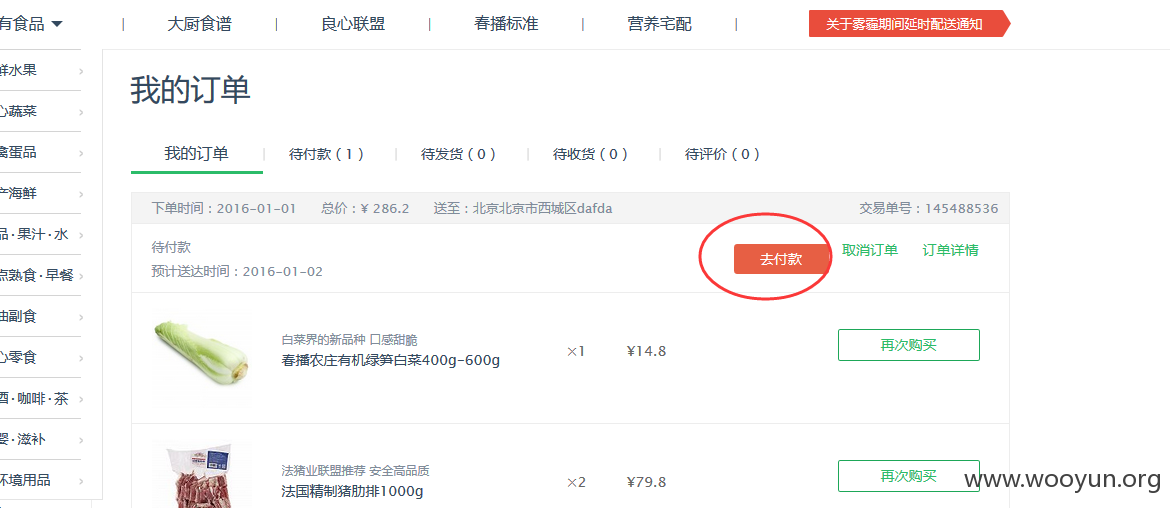 有食品 | 大厨食谱 | 良心联盟 | 春播标准 | 营养宅配 | 关于雾霾期间延时配送通知
鲜水果 ›
心蔬菜 ›
禽蛋品 ›
产海鲜 ›
品·果汁·水 ›
点熟食·早餐 ›
油副食 ›
心零食 ›
酒·咖啡·茶 ›
婴·滋补 ›
环境用品 ›
我的订单
我的订单 | 待付款（1） | 待发货（0） | 待收货（0） | 待评价（0）
下单时间：2016-01-01 总价：¥ 286.2 送至：北京北京市西城区dafda 交易单号：145488536
待付款
预计送达时间：2016-01-02
去付款 取消订单 订单详情
白菜界的新品种 口感甜脆
春播农庄有机绿笋白菜400g-600g
×1 ¥14.8 再次购买
法猪业联盟推荐 安全高品质
法国精制猪肋排1000g
×2 ¥79.8 再次购买
www.wooyun.org